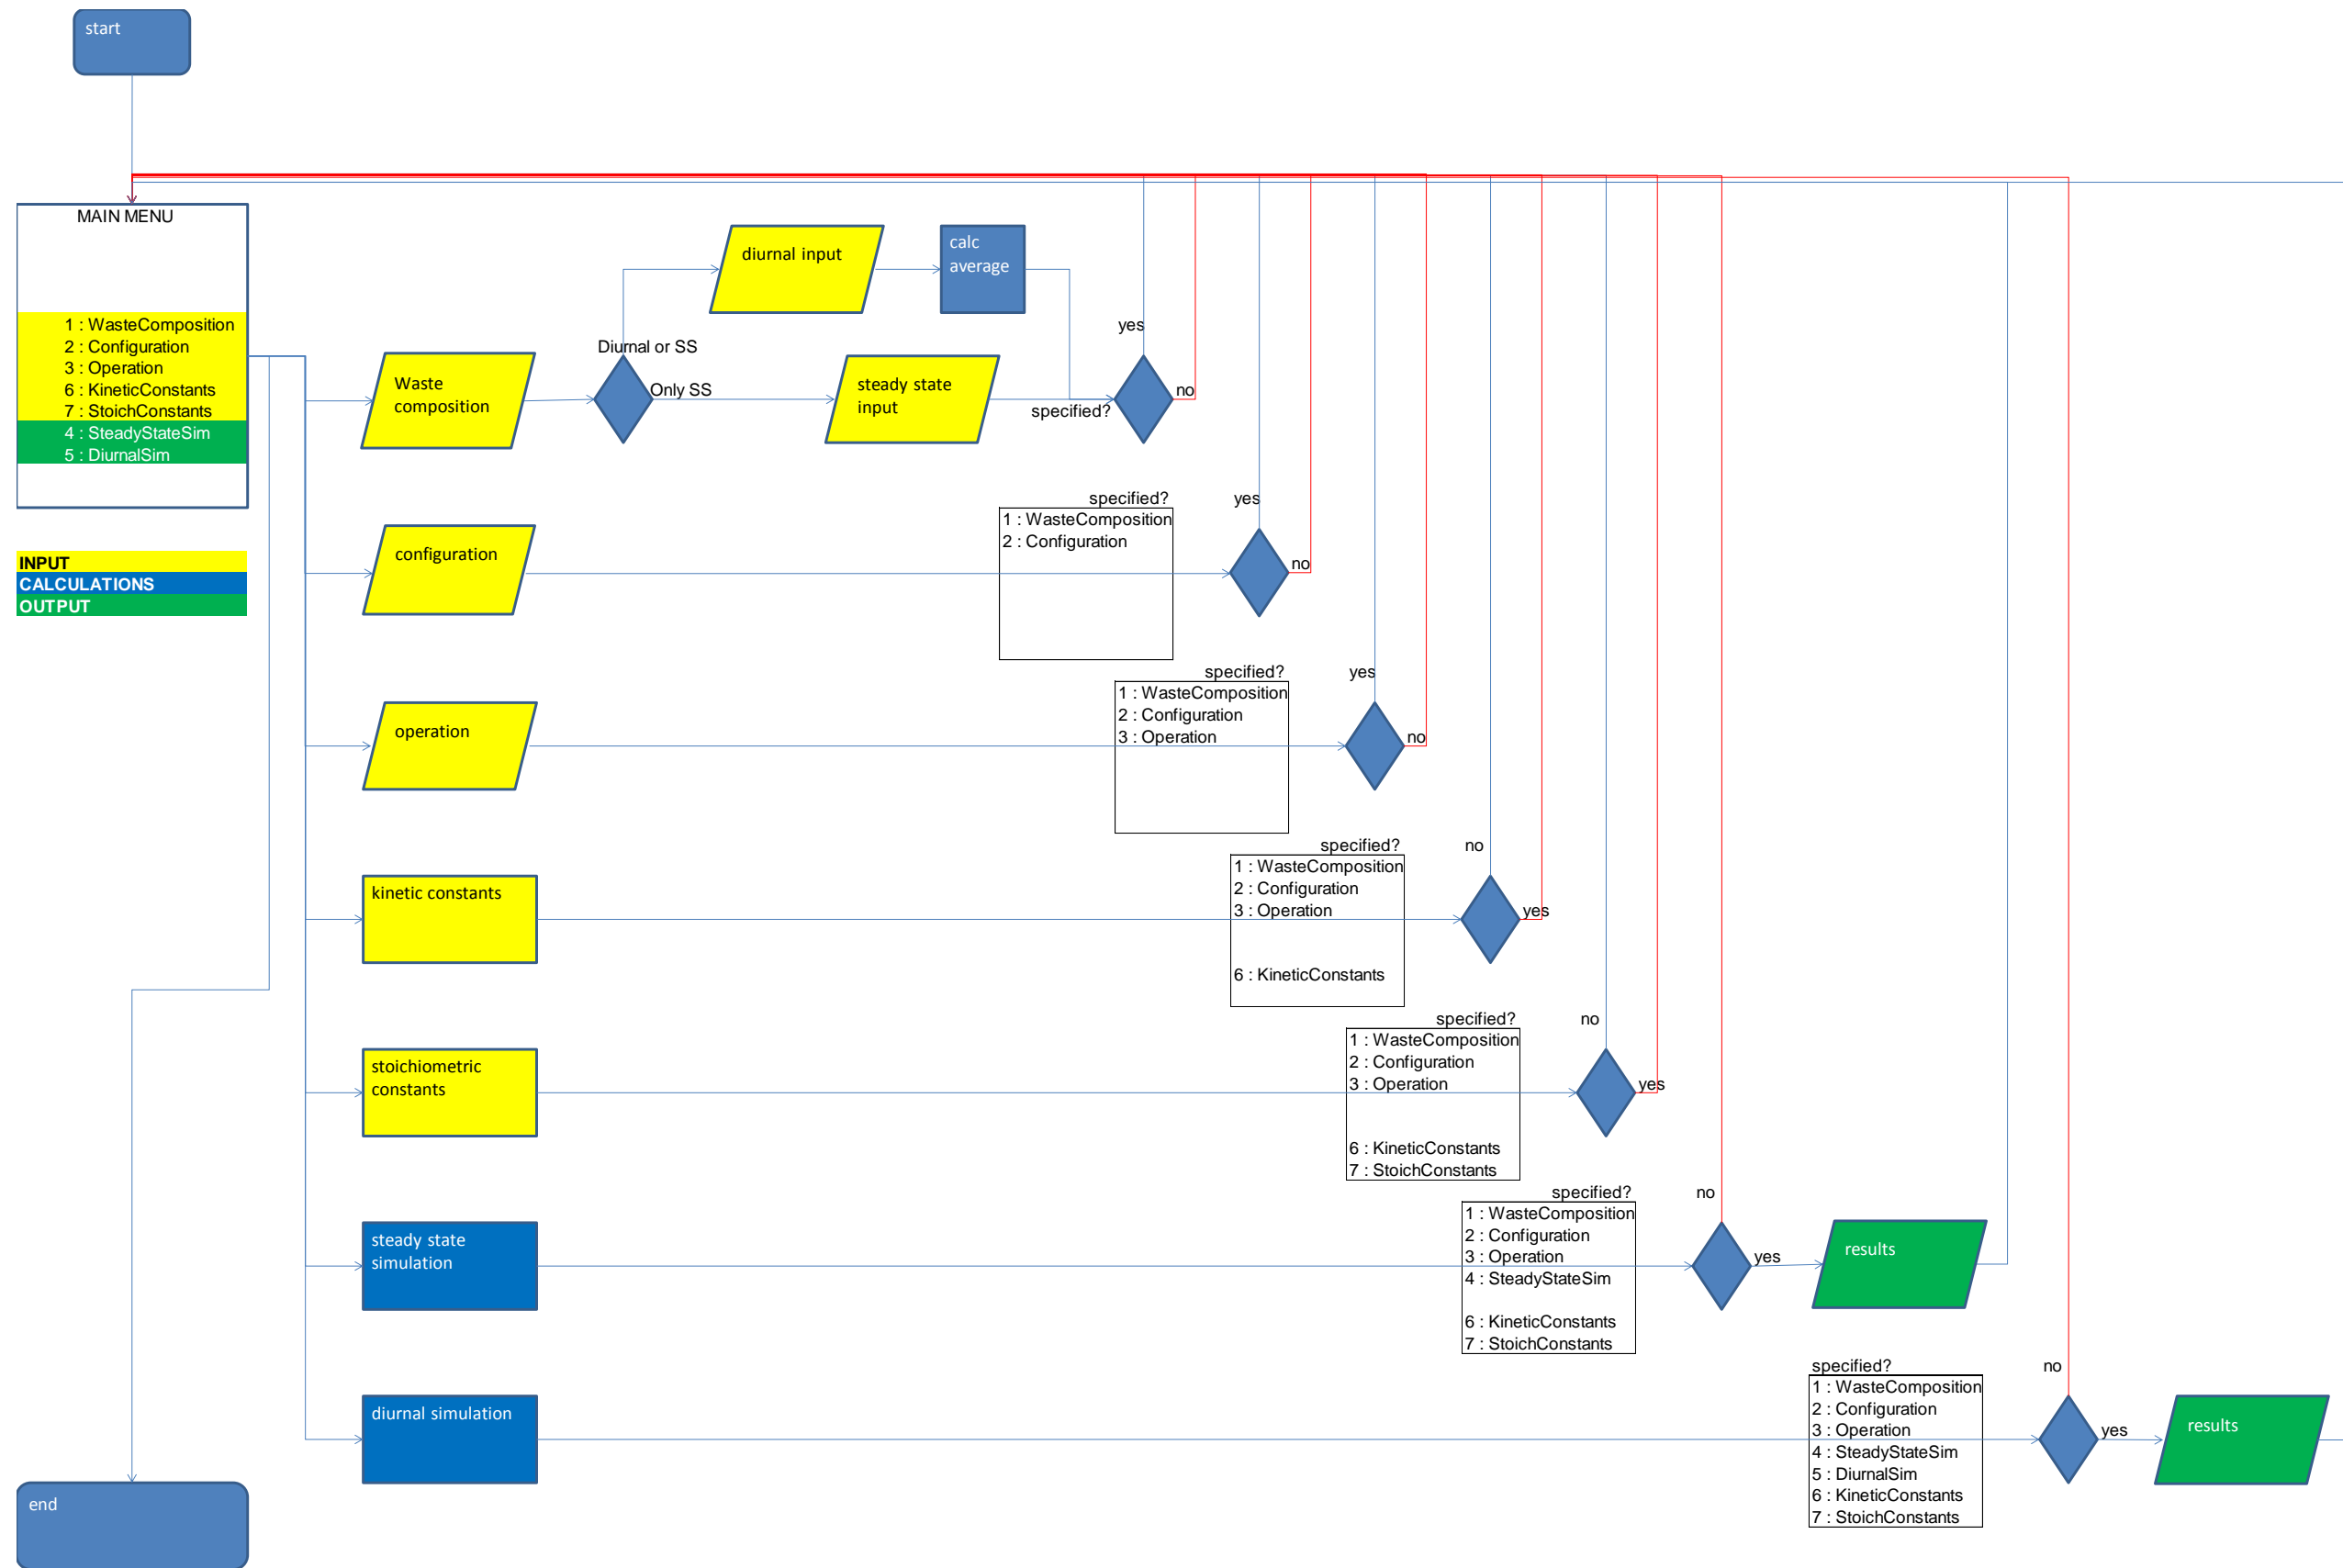 start
MAIN MENU
1 : WasteComposition
2 : Configuration
3 : Operation
6 : KineticConstants
7 : StoichConstants
4 : SteadyStateSim
5 : DiurnalSim
INPUT
CALCULATIONS
OUTPUT
diurnal input
calc
average
Diurnal or SS
Only SS
Waste
composition
steady state
input
specified?
yes
no
configuration
specified?
1 : WasteComposition
2 : Configuration
yes
no
operation
specified?
1 : WasteComposition
2 : Configuration
3 : Operation
yes
no
kinetic constants
specified?
1 : WasteComposition
2 : Configuration
3 : Operation
6 : KineticConstants
no
yes
stoichiometric
constants
specified?
1 : WasteComposition
2 : Configuration
3 : Operation
6 : KineticConstants
7 : StoichConstants
no
yes
steady state
simulation
specified?
1 : WasteComposition
2 : Configuration
3 : Operation
4 : SteadyStateSim
6 : KineticConstants
7 : StoichConstants
no
yes
results
diurnal simulation
specified?
1 : WasteComposition
2 : Configuration
3 : Operation
4 : SteadyStateSim
5 : DiurnalSim
6 : KineticConstants
7 : StoichConstants
no
yes
results
end